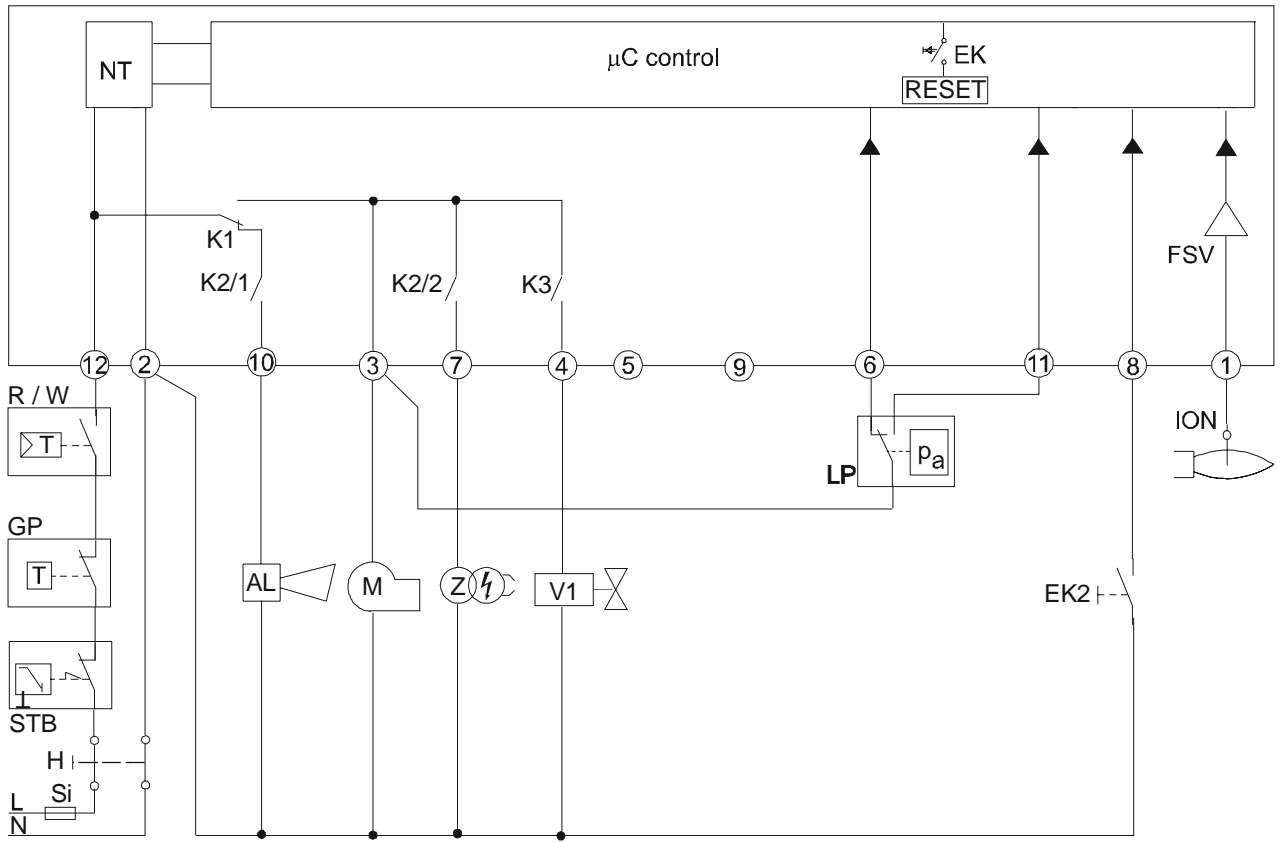 NT
μC control
EK
RESET
FSV
K1
K2/1
K2/2
K3
12
2
10
3
7
4
5
9
6
11
8
1
R / W
T
ION
LP
pa
GP
T
AL
M
Z
V1
EK2
STB
H
Si
L
N